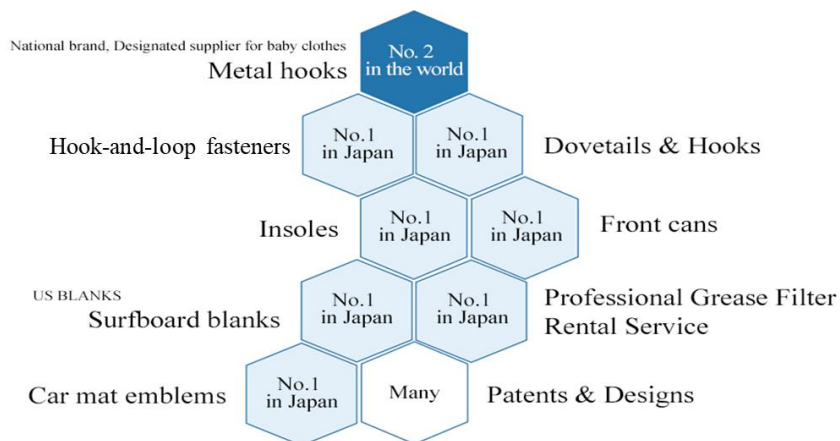 National brand, Designated supplier for baby clothes
Metal hooks
No. 2
in the world
Hook-and-loop fasteners
No.1
in Japan
No.1
in Japan
Dovetails & Hooks
Insoles
No.1
in Japan
No.1
in Japan
Front cans
US BLANKS
Surfboard blanks
No.1
in Japan
No.1
in Japan
Professional Grease Filter
Rental Service
Car mat emblems
No.1
in Japan
Many
Patents & Designs